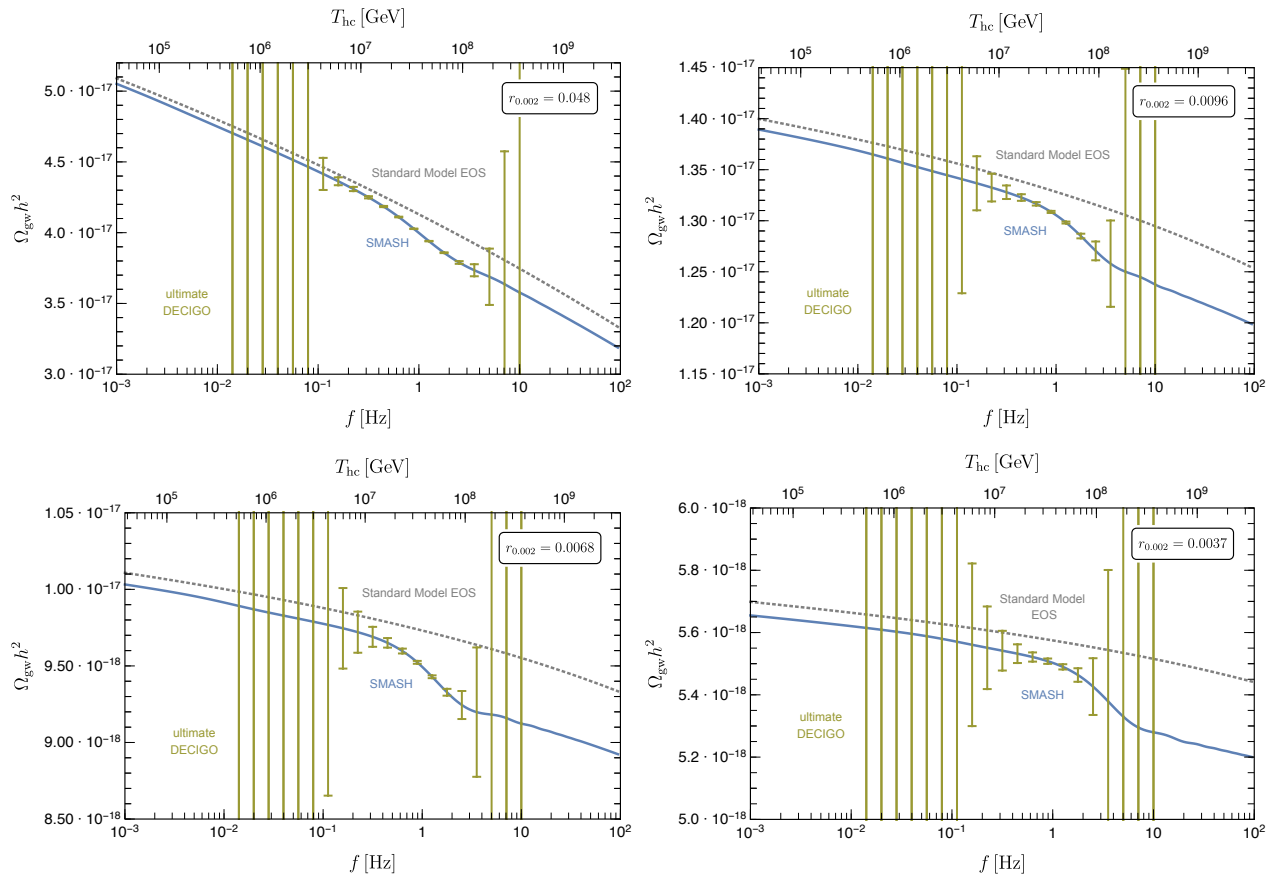 T_hc [GeV]
10^5 10^6 10^7 10^8 10^9
5.0 · 10^-17
4.5 · 10^-17
4.0 · 10^-17
3.5 · 10^-17
3.0 · 10^-17
Ω_gw h^2
r_0.002 = 0.048
Standard Model EOS
SMASH
ultimate
DECIGO
10^-3 10^-2 10^-1 1 10 10^2
f [Hz]
T_hc [GeV]
10^5 10^6 10^7 10^8 10^9
1.45 · 10^-17
1.40 · 10^-17
1.35 · 10^-17
1.30 · 10^-17
1.25 · 10^-17
1.20 · 10^-17
1.15 · 10^-17
Ω_gw h^2
r_0.002 = 0.0096
Standard Model EOS
SMASH
ultimate
DECIGO
10^-3 10^-2 10^-1 1 10 10^2
f [Hz]
T_hc [GeV]
10^5 10^6 10^7 10^8 10^9
1.05 · 10^-17
1.00 · 10^-17
9.50 · 10^-18
9.00 · 10^-18
8.50 · 10^-18
Ω_gw h^2
r_0.002 = 0.0068
Standard Model EOS
SMASH
ultimate
DECIGO
10^-3 10^-2 10^-1 1 10 10^2
f [Hz]
T_hc [GeV]
10^5 10^6 10^7 10^8 10^9
6.0 · 10^-18
5.8 · 10^-18
5.6 · 10^-18
5.4 · 10^-18
5.2 · 10^-18
5.0 · 10^-18
Ω_gw h^2
r_0.002 = 0.0037
Standard Model
EOS
SMASH
ultimate
DECIGO
10^-3 10^-2 10^-1 1 10 10^2
f [Hz]